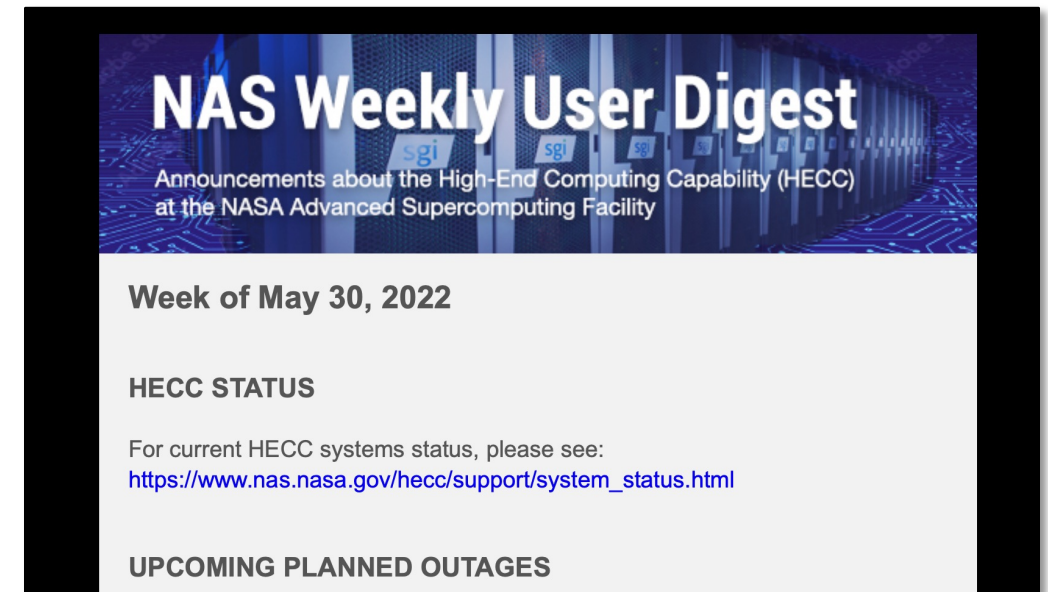 NAS Weekly User Digest
sgi sgi sgi sgi
Announcements about the High-End Computing Capability (HECC)
at the NASA Advanced Supercomputing Facility
Week of May 30, 2022
HECC STATUS
For current HECC systems status, please see:
https://www.nas.nasa.gov/hecc/support/system_status.html
UPCOMING PLANNED OUTAGES